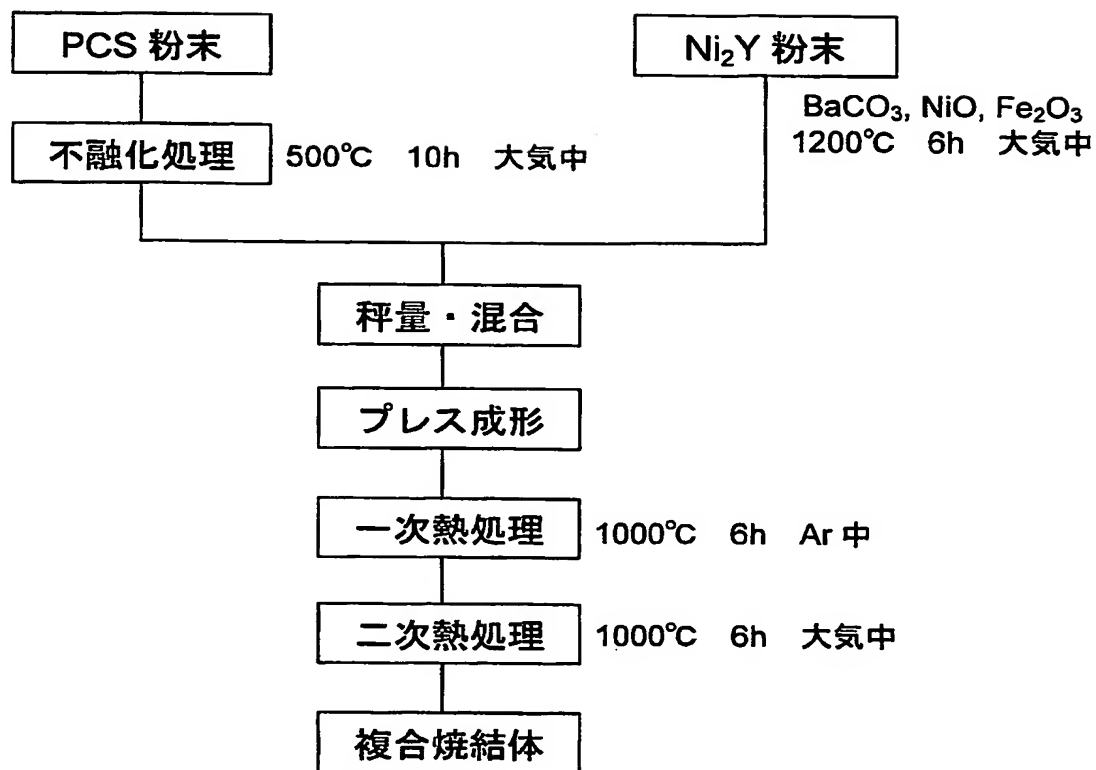 PCS 粉末
Ni₂Y 粉末
BaCO₃, NiO, Fe₂O₃
1200℃ 6h 大気中
不融化処理
500℃ 10h 大気中
秤量・混合
プレス成形
一次熱処理
1000℃ 6h Ar 中
二次熱処理
1000℃ 6h 大気中
複合焼結体